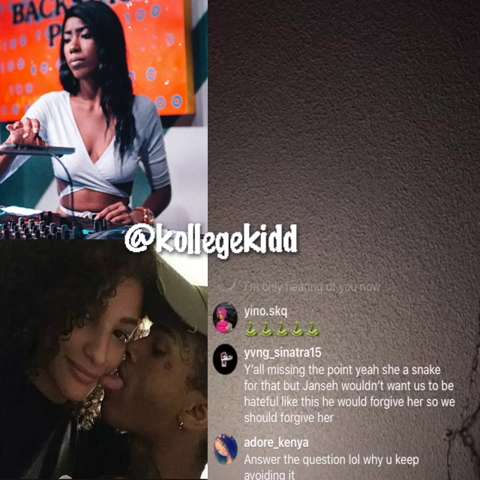 BACKS
P
@kollegekidd
I'm only hearing of you now
yino.skq
🐍🐍🐍🐍🐍
yvng_sinatra15
Y'all missing the point yeah she a snake
for that but Janseh wouldn't want us to be
hateful like this he would forgive her so we
should forgive her
adore_kenya
Answer the question lol why u keep
avoiding it